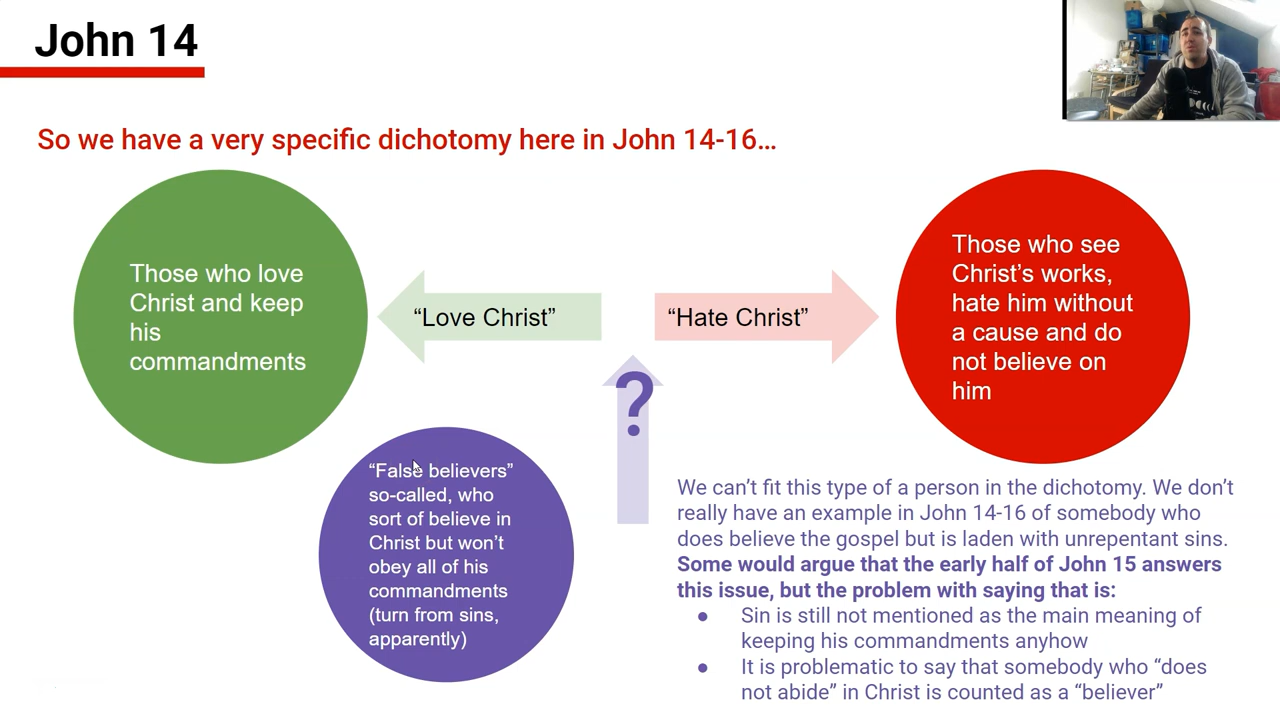 John 14
So we have a very specific dichotomy here in John 14-16...
Those who love
Christ and keep
his
commandments
“Love Christ”
“Hate Christ”
Those who see
Christ’s works,
hate him without
a cause and do
not believe on
him
?
“False believers”
so-called, who
sort of believe in
Christ but won’t
obey all of his
commandments
(turn from sins,
apparently)
We can’t fit this type of a person in the dichotomy. We don’t
really have an example in John 14-16 of somebody who
does believe the gospel but is laden with unrepentant sins.
Some would argue that the early half of John 15 answers
this issue, but the problem with saying that is:
● Sin is still not mentioned as the main meaning of
keeping his commandments anyhow
● It is problematic to say that somebody who “does
not abide” in Christ is counted as a “believer”